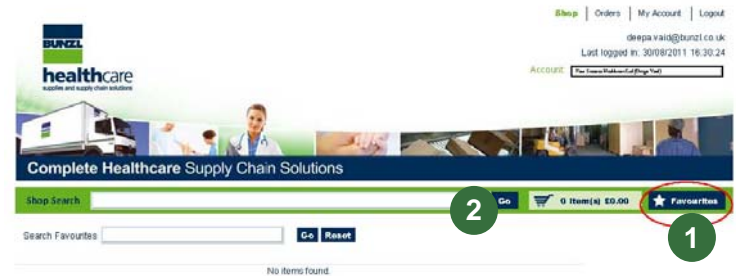 Shop | Orders | My Account | Logout
deepa.vaid@bunzl.co.uk
Last logged in: 30/08/2011 16:30:24
Account
BUNZL
healthcare
supplies and supply chain solutions
Complete Healthcare Supply Chain Solutions
Shop Search Go 0 item(s) £0.00 Favourites
2
1
Search Favourites Go Reset
No items found.